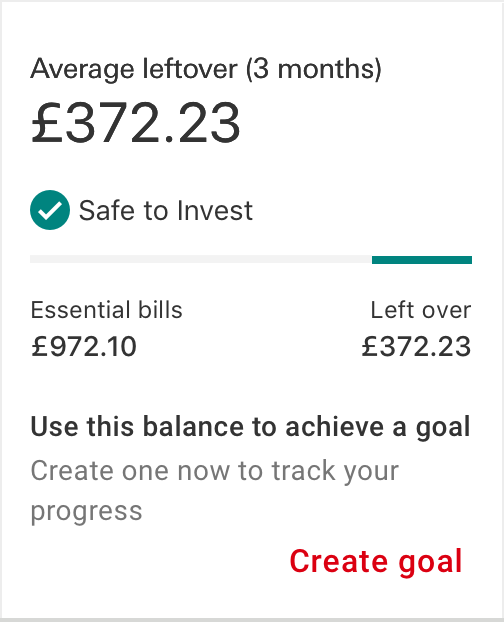 Average leftover (3 months)
£372.23
Safe to Invest
Essential bills
Left over
£972.10
£372.23
Use this balance to achieve a goal
Create one now to track your
progress
Create goal